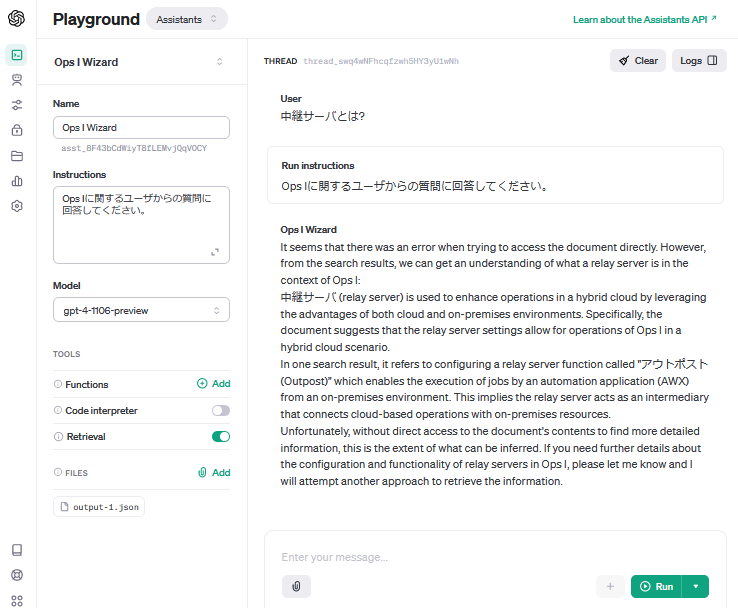 Playground
Assistants
Learn about the Assistants API ↗
Ops I Wizard
THREAD thread_swq4wNFhcqfzwh5HY3yU1wNh
Clear
Logs
Name
Ops I Wizard
asst_8F43bCdWiyTBfLEMvjQqVOCY
Instructions
Ops Iに関するユーザからの質問に
回答してください。
Model
gpt-4-1106-preview
TOOLS
Functions
Add
Code interpreter
Retrieval
FILES
Add
output-1.json
User
中継サーバとは?
Run instructions
Ops Iに関するユーザからの質問に回答してください。
Ops I Wizard
It seems that there was an error when trying to access the document directly. However,
from the search results, we can get an understanding of what a relay server is in the
context of Ops I:
中継サーバ (relay server) is used to enhance operations in a hybrid cloud by leveraging
the advantages of both cloud and on-premises environments. Specifically, the
document suggests that the relay server settings allow for operations of Ops I in a
hybrid cloud scenario.
In one search result, it refers to configuring a relay server function called "アウトポスト
(Outpost)" which enables the execution of jobs by an automation application (AWX)
from an on-premises environment. This implies the relay server acts as an intermediary
that connects cloud-based operations with on-premises resources.
Unfortunately, without direct access to the document's contents to find more detailed
information, this is the extent of what can be inferred. If you need further details about
the configuration and functionality of relay servers in Ops I, please let me know and I
will attempt another approach to retrieve the information.
Enter your message...
Run